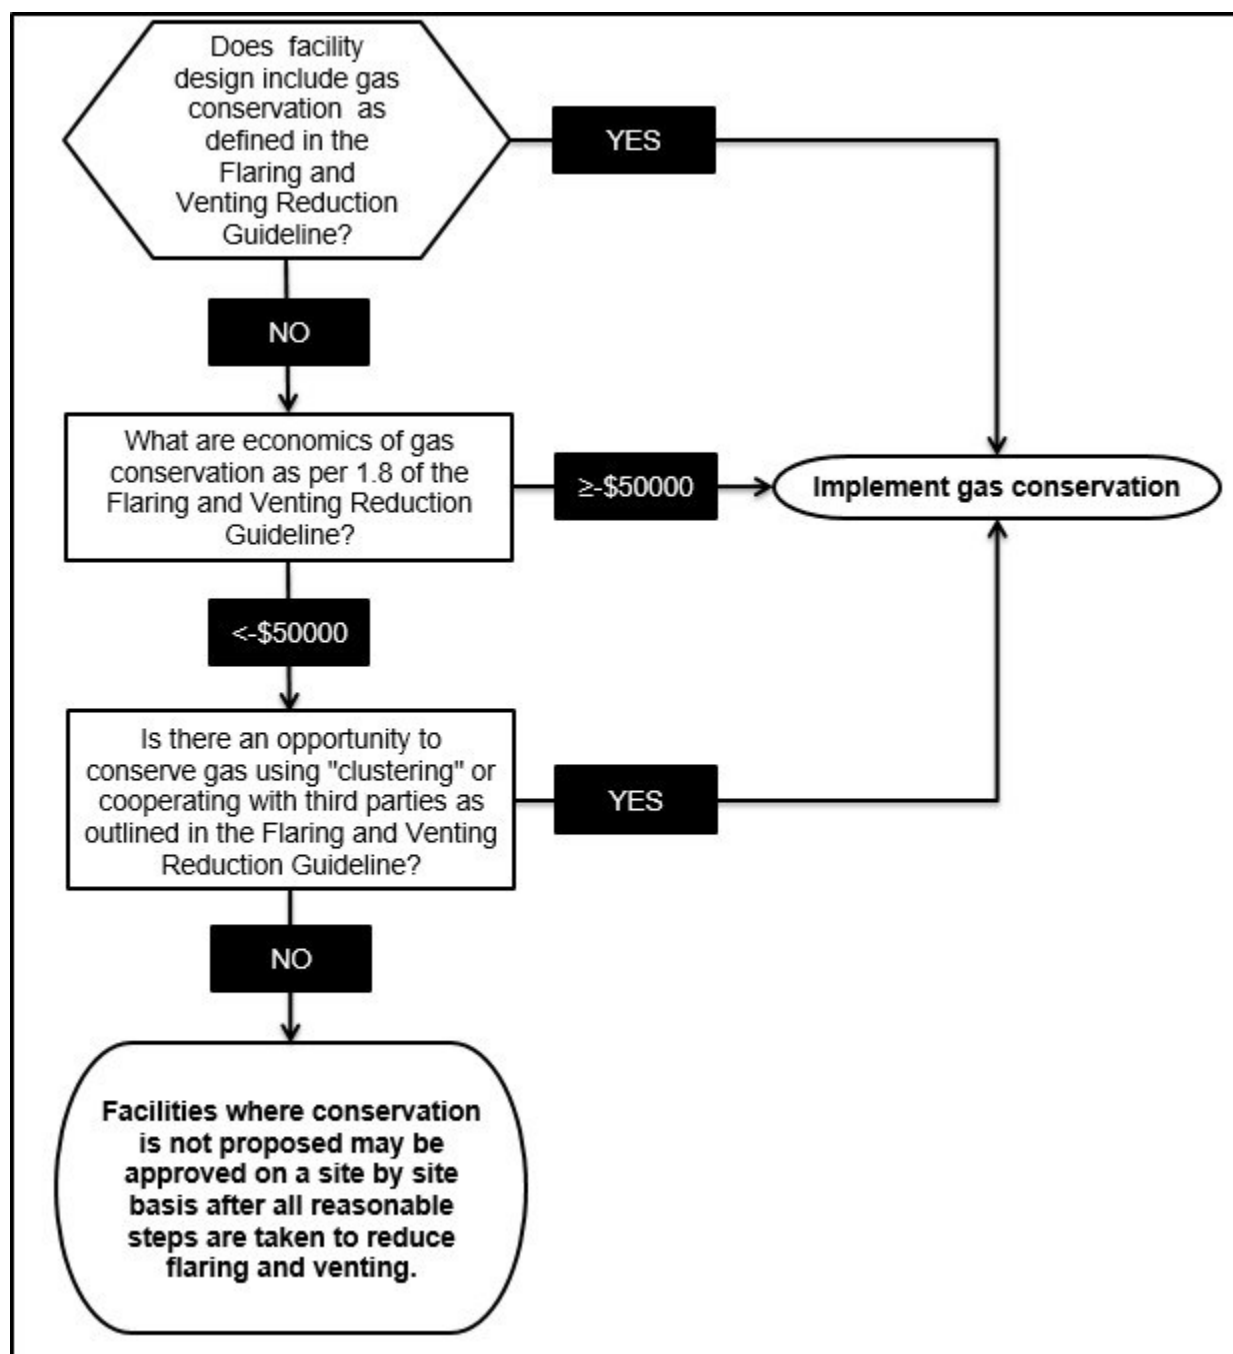 Does facility
design include gas
conservation as
defined in the
Flaring and
Venting Reduction
Guideline?
YES
NO
What are economics of gas
conservation as per 1.8 of the
Flaring and Venting Reduction
Guideline?
≥-$50000
Implement gas conservation
<-$50000
Is there an opportunity to
conserve gas using "clustering" or
cooperating with third parties as
outlined in the Flaring and Venting
Reduction Guideline?
YES
NO
Facilities where conservation
is not proposed may be
approved on a site by site
basis after all reasonable
steps are taken to reduce
flaring and venting.